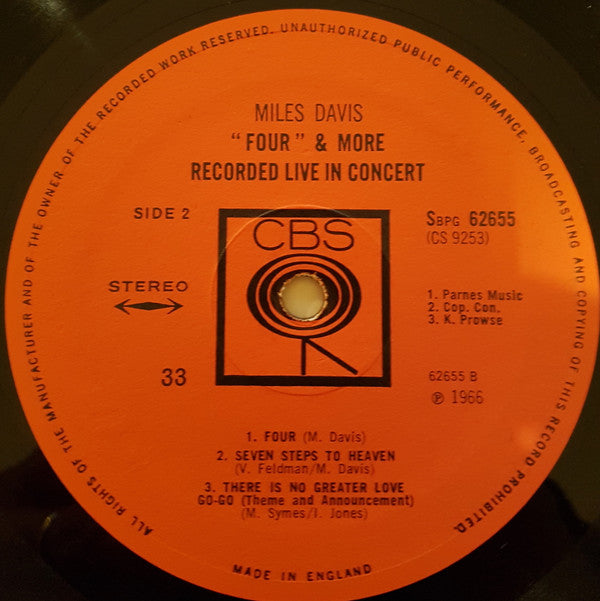 ALL RIGHTS OF THE MANUFACTURER AND OF THE OWNER OF THE RECORDED WORK RESERVED. UNAUTHORIZED PUBLIC PERFORMANCE, BROADCASTING AND COPYING OF THIS RECORD PROHIBITED.
MILES DAVIS
"FOUR" & MORE
RECORDED LIVE IN CONCERT
SIDE 2
CBS
SBPG 62655
(CS 9253)
STEREO
1. Parnes Music
2. Cop. Con.
3. K. Prowse
33
62655 B
℗ 1966
1. FOUR (M. Davis)
2. SEVEN STEPS TO HEAVEN
(V. Feldman/M. Davis)
3. THERE IS NO GREATER LOVE
GO-GO (Theme and Announcement)
(M. Symes/I. Jones)
MADE IN ENGLAND